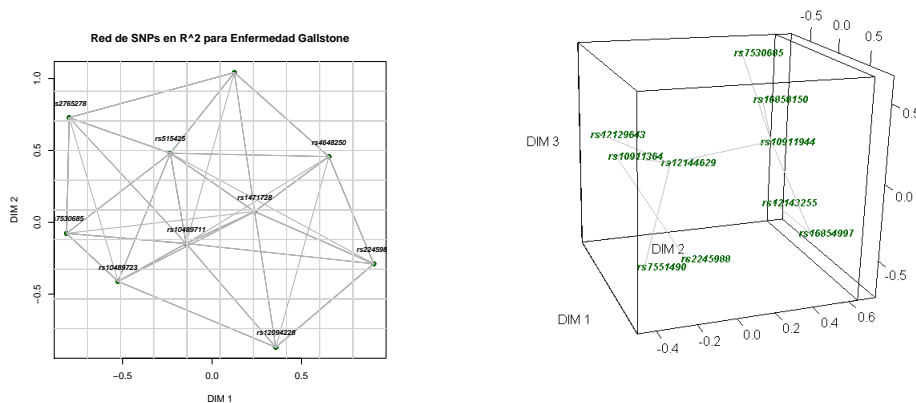 Red de SNPs en R^2 para Enfermedad Gallstone
DIM 2
1.0
0.5
0.0
−0.5
−0.5
0.0
0.5
DIM 1
s2765278
rs515425
rs4648250
rs1471728
7530685
rs10489711
rs224598
rs10489723
rs12094228
-0.5
0.0
0.5
rs7530685
rs16858150
0.5
DIM 3
rs12129643
rs10911944
rs10911364
rs12144629
0.0
rs12143255
rs16854997
DIM 2
rs2245988
rs7551490
-0.5
DIM 1
-0.4
-0.2
0.0
0.2
0.4
0.6